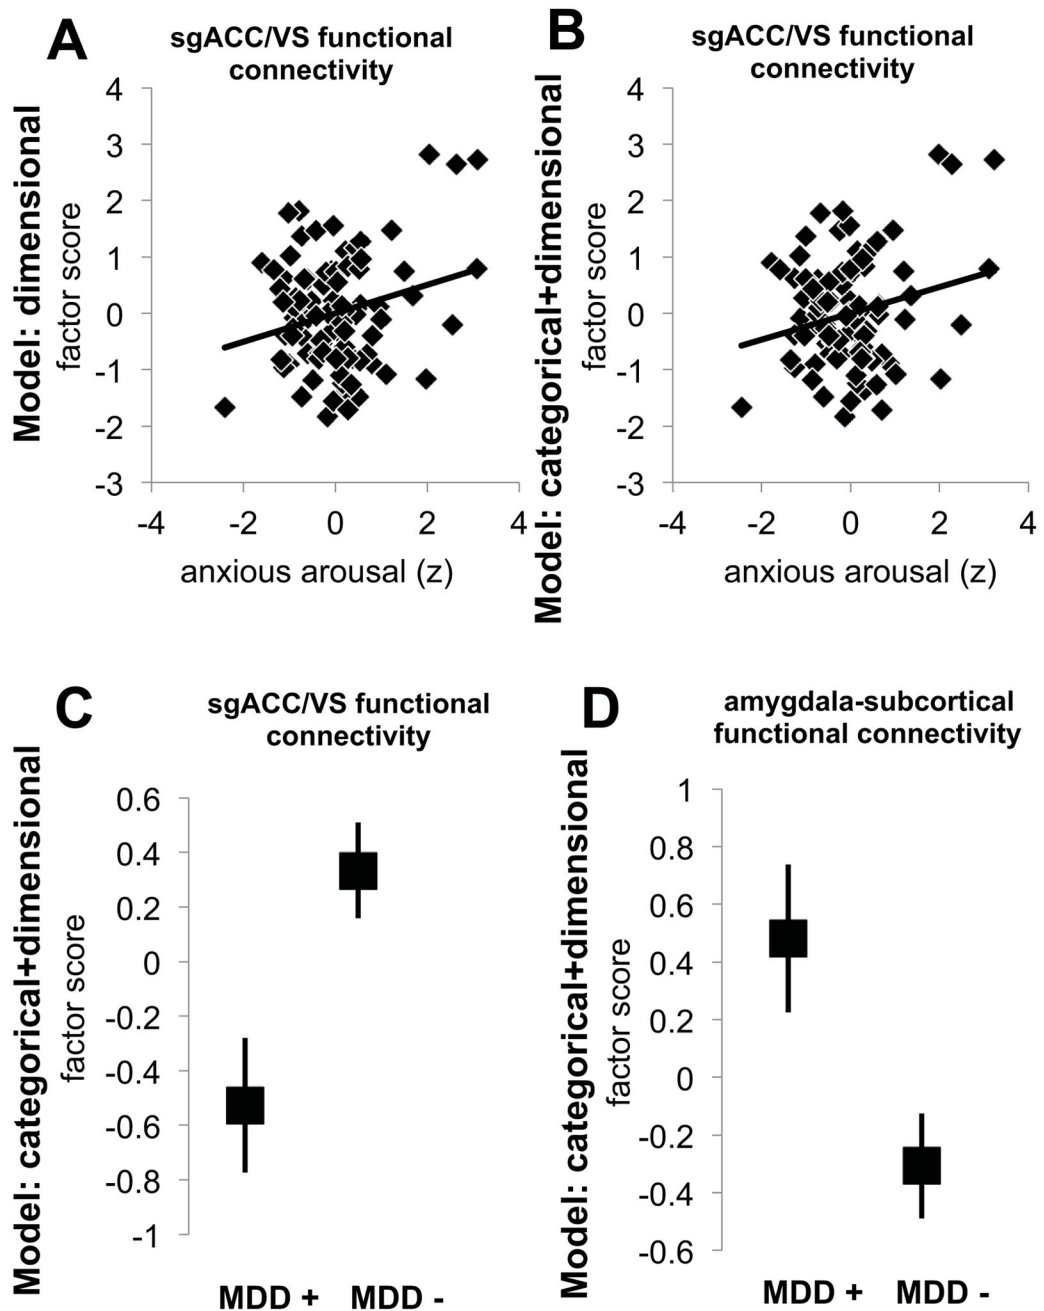 A
sgACC/VS functional
connectivity
Model: dimensional
factor score
4
3
2
1
0
-1
-2
-3
-4
-2
0
2
4
anxious arousal (z)
B
sgACC/VS functional
connectivity
Model: categorical+dimensional
factor score
4
3
2
1
0
-1
-2
-3
-4
-2
0
2
4
anxious arousal (z)
C
sgACC/VS functional
connectivity
Model: categorical+dimensional
factor score
0.6
0.4
0.2
0
-0.2
-0.4
-0.6
-0.8
-1
MDD +
MDD -
D
amygdala-subcortical
functional connectivity
Model: categorical+dimensional
factor score
1
0.8
0.6
0.4
0.2
0
-0.2
-0.4
-0.6
MDD +
MDD -